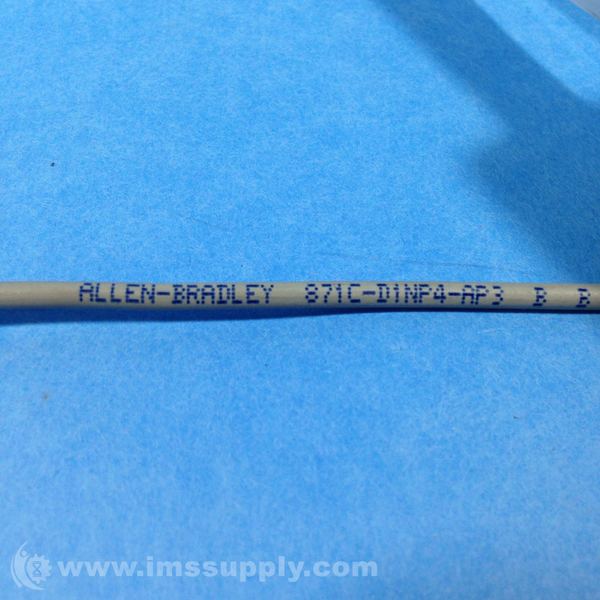 ALLEN-BRADLEY 871C-D1NP4-AP3 B B
www.imssupply.com